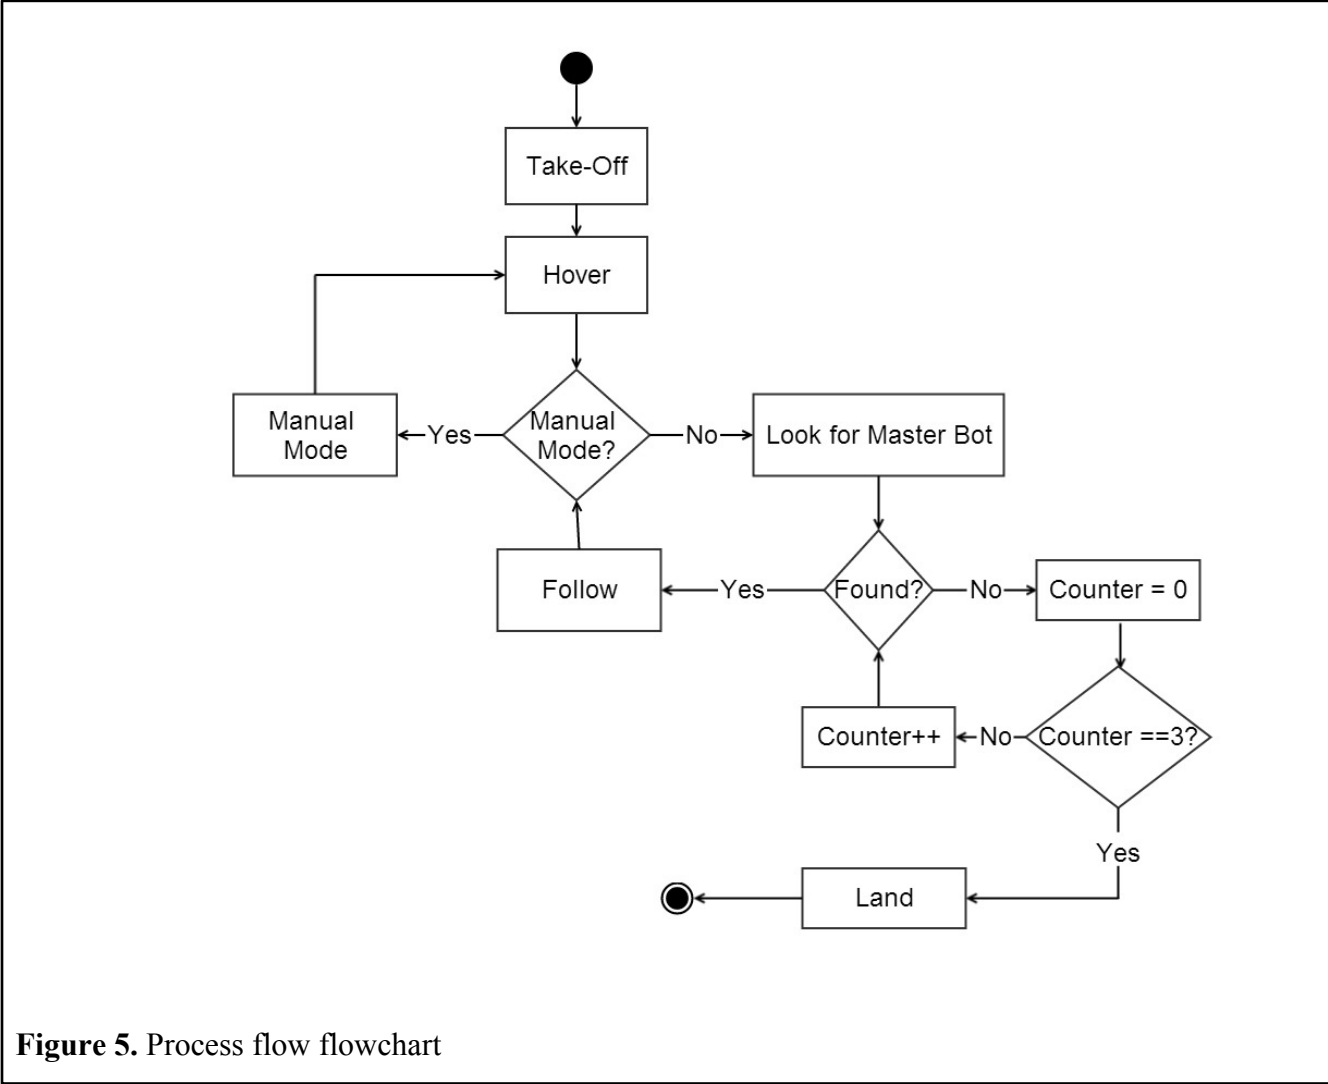 Take-Off
Hover
Manual
Mode
Yes
Manual
Mode?
No
Look for Master Bot
Follow
Yes
Found?
No
Counter = 0
Counter++
No
Counter ==3?
Yes
Land
Figure 5. Process flow flowchart